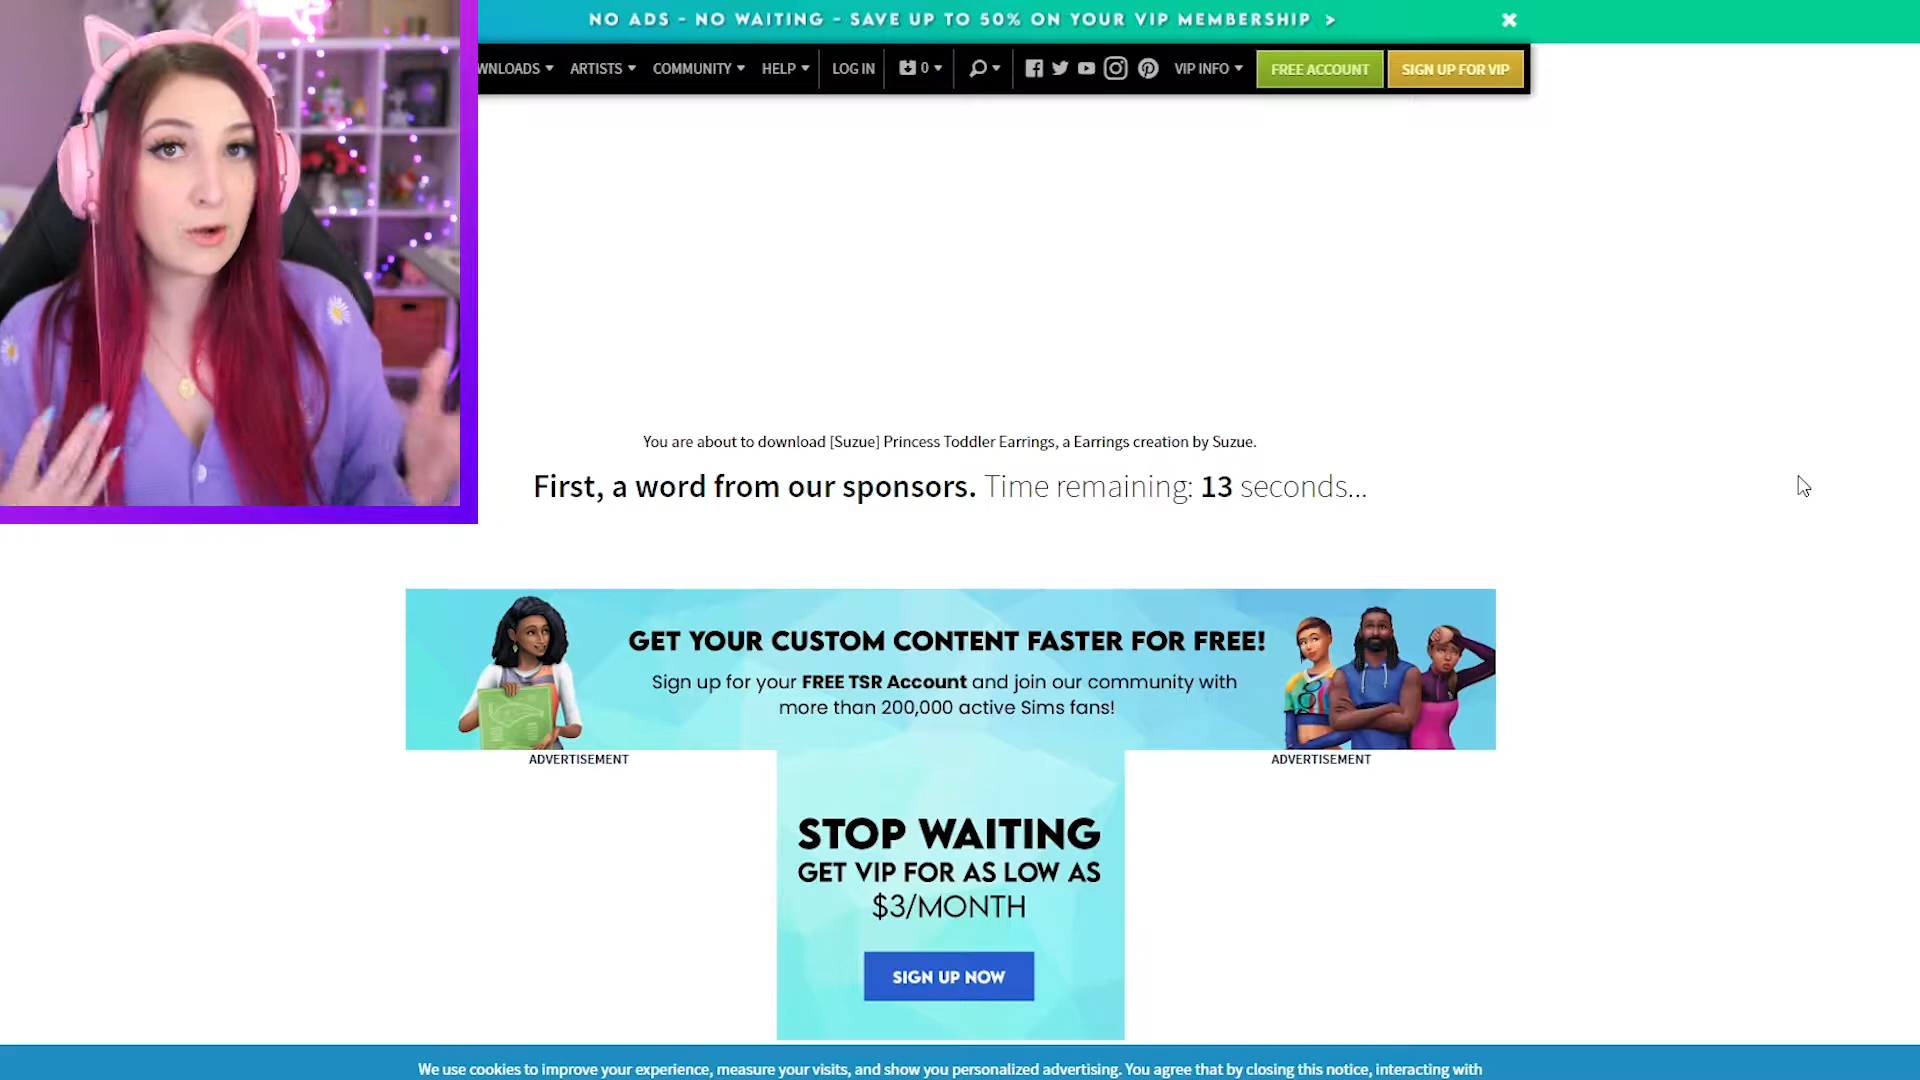 NO ADS - NO WAITING - SAVE UP TO 50% ON YOUR VIP MEMBERSHIP >
WNLOADS ARTISTS COMMUNITY HELP LOG IN 0 VIP INFO FREE ACCOUNT SIGN UP FOR VIP
You are about to download [Suzue] Princess Toddler Earrings, a Earrings creation by Suzue.
First, a word from our sponsors. Time remaining: 13 seconds...
GET YOUR CUSTOM CONTENT FASTER FOR FREE!
Sign up for your FREE TSR Account and join our community with
more than 200,000 active Sims fans!
ADVERTISEMENT ADVERTISEMENT
STOP WAITING
GET VIP FOR AS LOW AS
$3/MONTH
SIGN UP NOW
We use cookies to improve your experience, measure your visits, and show you personalized advertising. You agree that by closing this notice, interacting with